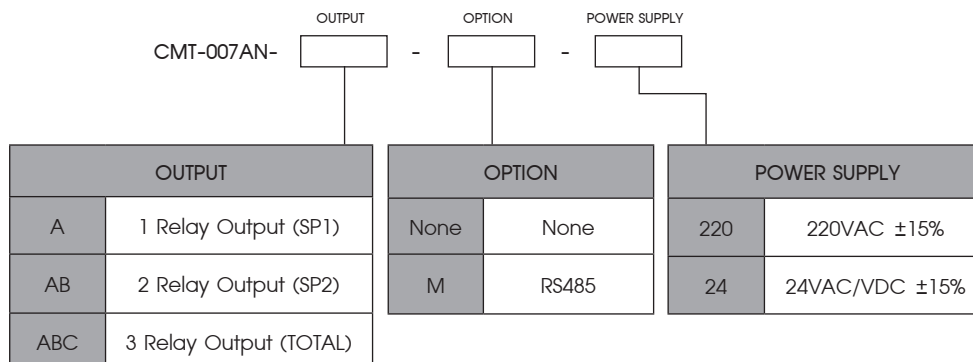 OUTPUT OPTION POWER SUPPLY
CMT-007AN- - -
OUTPUT
A 1 Relay Output (SP1)
AB 2 Relay Output (SP2)
ABC 3 Relay Output (TOTAL)
OPTION
None None
M RS485
POWER SUPPLY
220 220VAC ±15%
24 24VAC/VDC ±15%